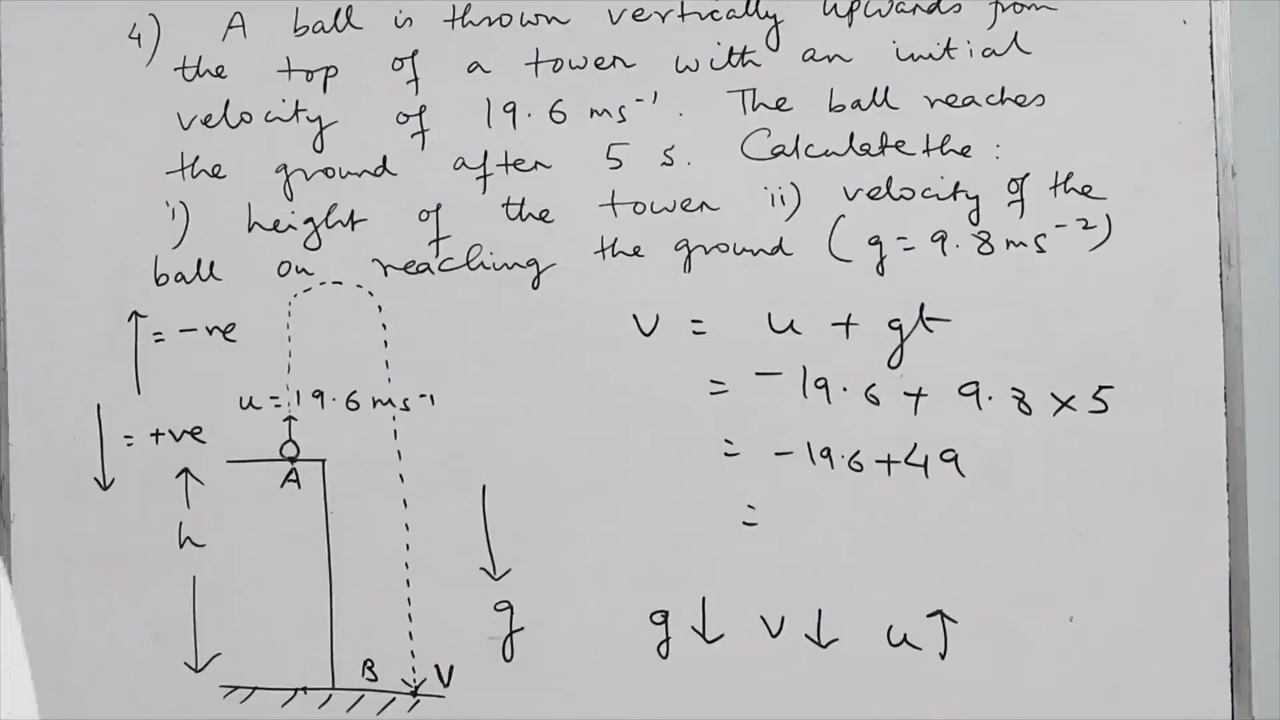 4) A ball is thrown vertically upwards from
the top of a tower with an initial
velocity of 19.6 ms⁻¹. The ball reaches
the ground after 5 s. Calculate the :
i) height of the tower ii) velocity of the
ball on reaching the ground (g = 9.8 ms⁻²)
↑ = -ve
↓ = +ve
u = 19.6 ms⁻¹
A
h
B
V
g
v = u + gt
= -19.6 + 9.8 × 5
= -19.6 + 49
=
g↓ v↓ u↑